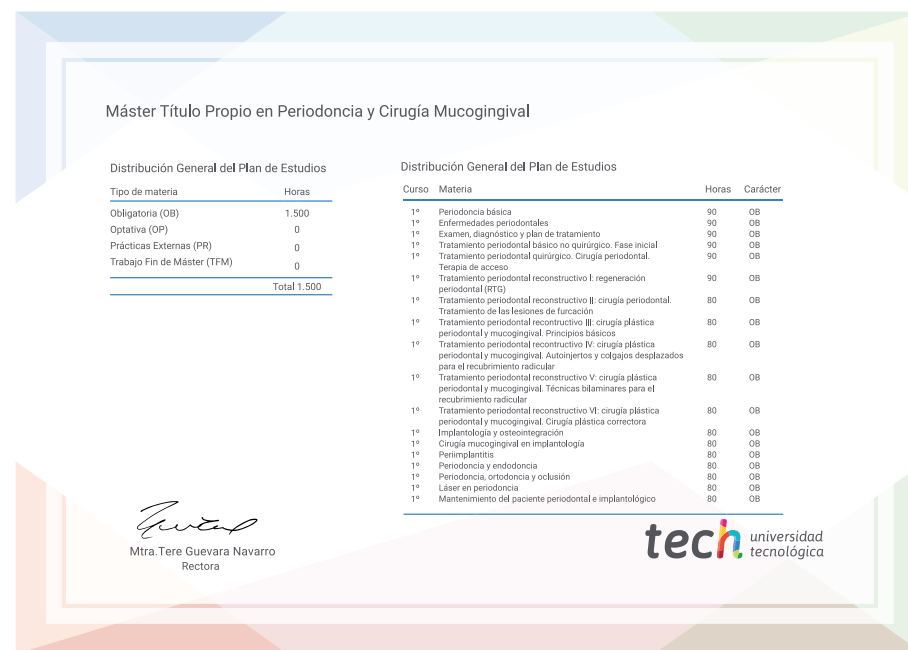 Máster Título Propio en Periodoncia y Cirugía Mucogingival
Distribución General del Plan de Estudios
Tipo de materia Horas
Obligatoria (OB) 1.500
Optativa (OP) 0
Prácticas Externas (PR) 0
Trabajo Fin de Máster (TFM) 0
Total 1.500
Distribución General del Plan de Estudios
Curso Materia Horas Carácter
1º Periodoncia básica 90 OB
1º Enfermedades periodontales 90 OB
1º Examen, diagnóstico y plan de tratamiento 90 OB
1º Tratamiento periodontal básico no quirúrgico. Fase inicial 90 OB
1º Tratamiento periodontal quirúrgico. Cirugía periodontal. 90 OB
Terapia de acceso
1º Tratamiento periodontal reconstructivo I: regeneración 90 OB
periodontal (RTG)
1º Tratamiento periodontal reconstructivo II: cirugía periodontal. 80 OB
Tratamiento de las lesiones de furcación
1º Tratamiento periodontal recontructivo III: cirugía plástica 80 OB
periodontal y mucogingival. Principios básicos
1º Tratamiento periodontal recontructivo IV: cirugía plástica 80 OB
periodontal y mucogingival. Autoinjertos y colgajos desplazados
para el recubrimiento radicular
1º Tratamiento periodontal reconstructivo V: cirugía plástica 80 OB
periodontal y mucogingival. Técnicas bilaminares para el
recubrimiento radicular
1º Tratamiento periodontal reconstructivo VI: cirugía plástica 80 OB
periodontal y mucogingival. Cirugía plástica correctora
1º Implantología y osteointegración 80 OB
1º Cirugía mucogingival en implantología 80 OB
1º Periimplantitis 80 OB
1º Periodoncia y endodoncia 80 OB
1º Periodoncia, ortodoncia y oclusión 80 OB
1º Láser en periodoncia 80 OB
1º Mantenimiento del paciente periodontal e implantológico 80 OB
Mtra.Tere Guevara Navarro
Rectora
tech universidad
tecnológica